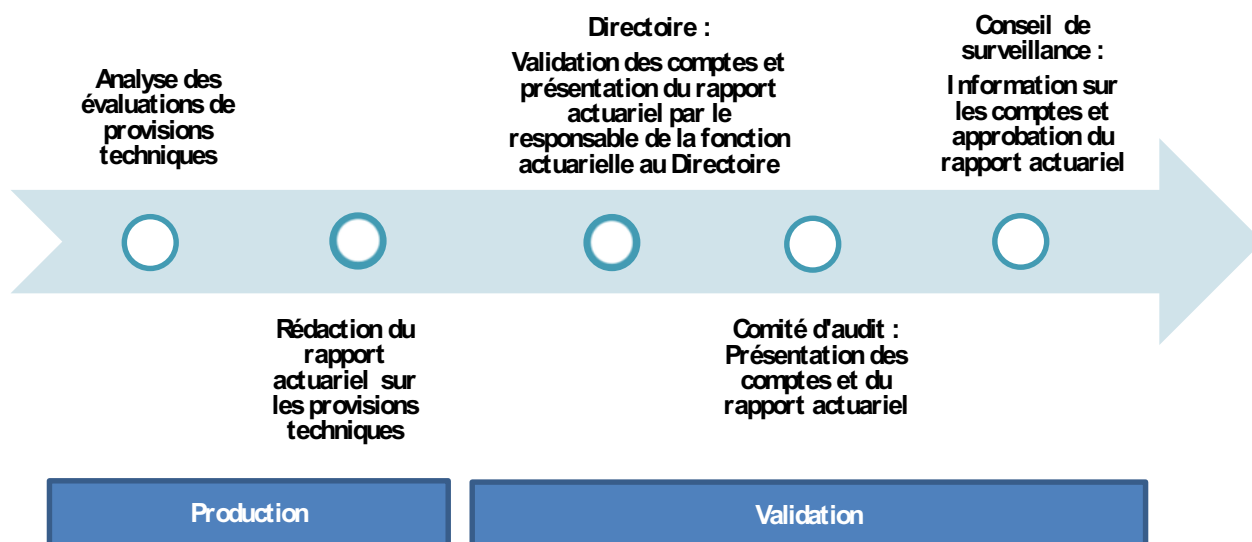 Analyse des
évaluations de
provisions
techniques
Rédaction du
rapport
actuariel sur
les provisions
techniques
Directoire :
Validation des comptes et
présentation du rapport
actuariel par le
responsable de la fonction
actuarielle au Directoire
Comité d'audit :
Présentation des
comptes et du
rapport actuariel
Conseil de
surveillance :
Information sur
les comptes et
approbation du
rapport actuariel
Production
Validation